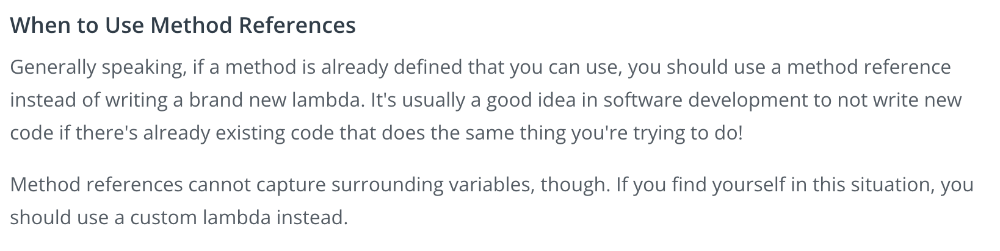 When to Use Method References
Generally speaking, if a method is already defined that you can use, you should use a method reference
instead of writing a brand new lambda. It's usually a good idea in software development to not write new
code if there's already existing code that does the same thing you're trying to do!
Method references cannot capture surrounding variables, though. If you find yourself in this situation, you
should use a custom lambda instead.